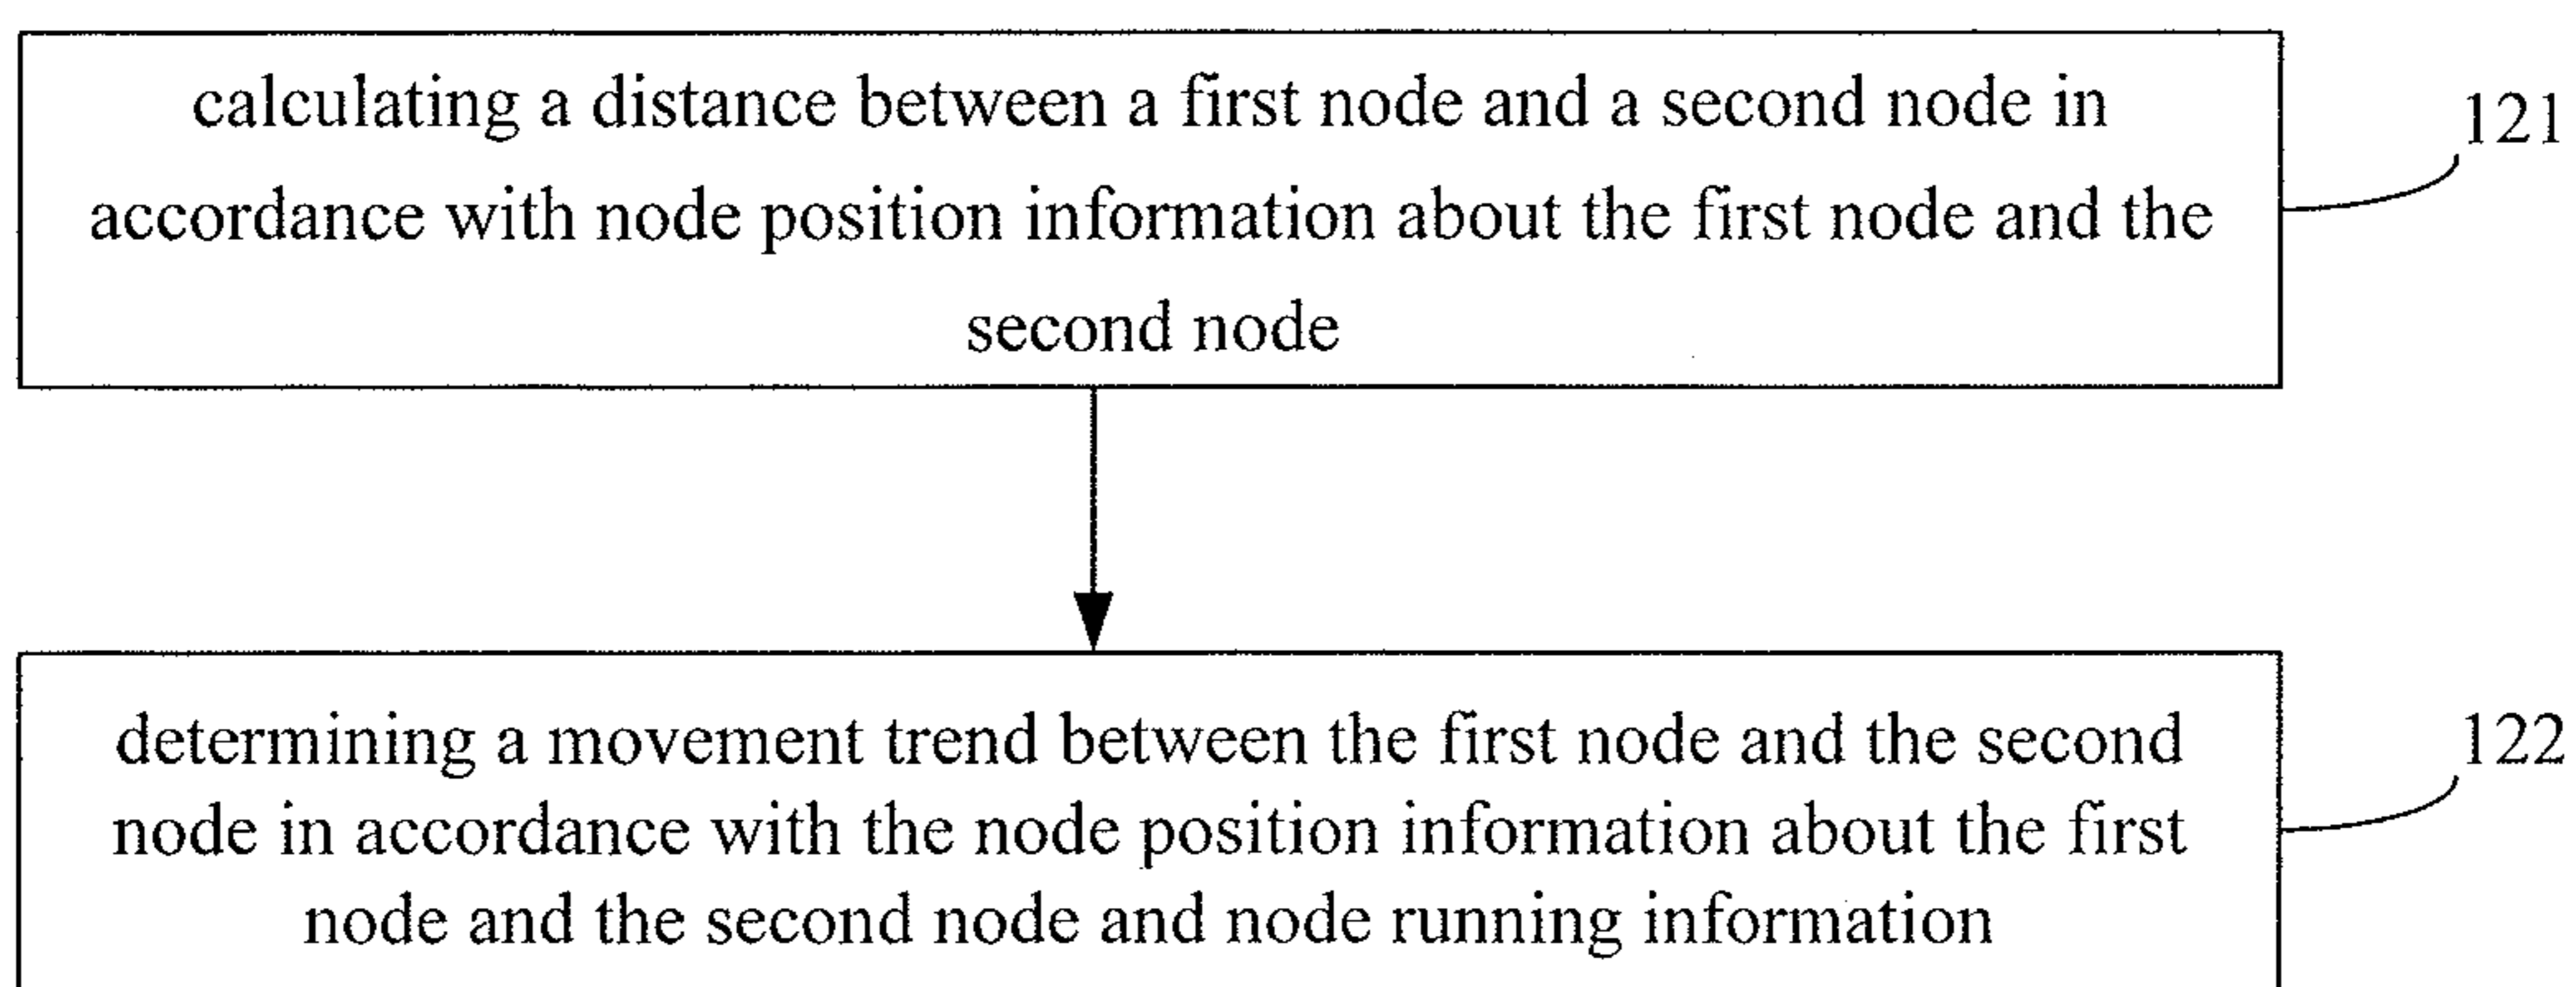 calculating a distance between a first node and a second node in
accordance with node position information about the first node and the
second node
121
determining a movement trend between the first node and the second
node in accordance with the node position information about the first
node and the second node and node running information
122